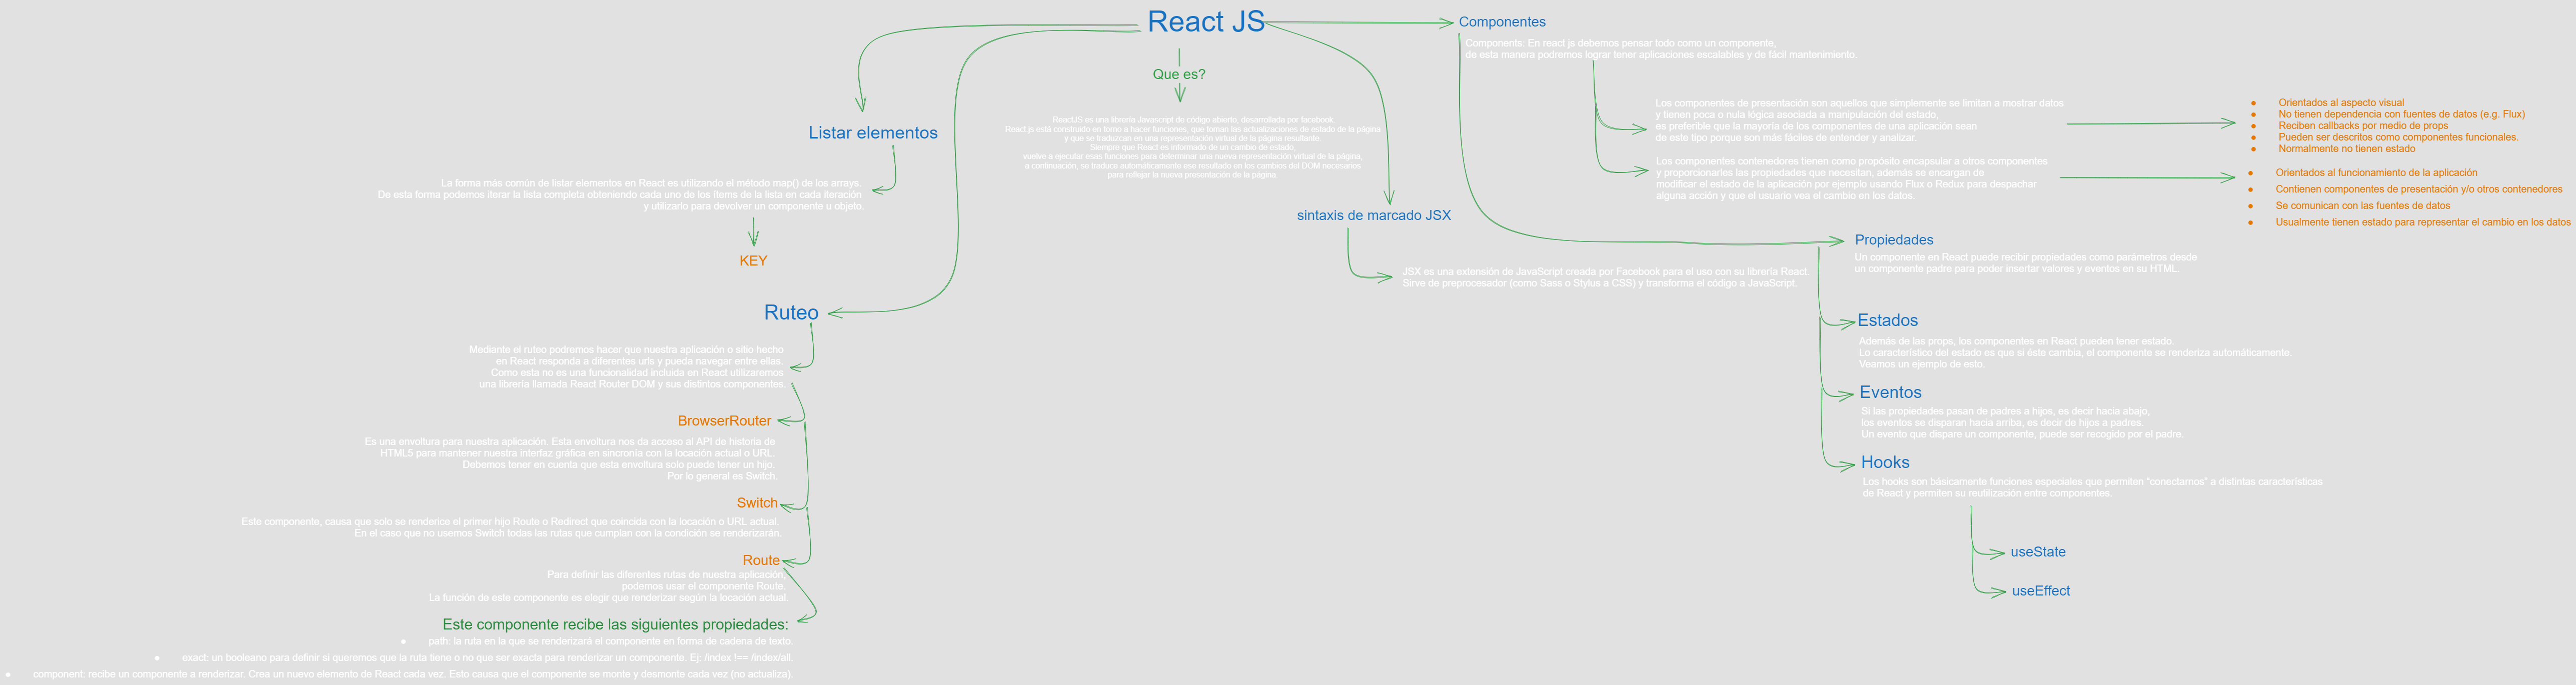 React JS
Que es?
ReactJS es una librería Javascript de código abierto, desarrollada por facebook
React js está construido en torno a hacer funciones, que toman las actualizaciones de estado de la página
y que se traduzcan en una representación virtual de la página resultante
Siempre que React es informado de un cambio de estado,
vuelve a ejecutar esas funciones para determinar una nueva representación virtual de la página,
a continuación, se traduce automáticamente ese resultado en los cambios del DOM necesarios
para reflejar la nueva presentación de la página
Listar elementos
La forma más común de listar elementos en React es utilizando el método map() de los arrays.
De esta forma podemos iterar la lista completa obteniendo cada uno de los ítems de la lista en cada iteración
y utilizarlo para devolver un componente u objeto.
KEY
Ruteo
Mediante el ruteo podremos hacer que nuestra aplicación o sitio hecho
en React responda a diferentes urls y pueda navegar entre ellas.
Como esta no es una funcionalidad incluida en React utilizaremos
una librería llamada React Router DOM y sus distintos componentes.
BrowserRouter
Es una envoltura para nuestra aplicación. Esta envoltura nos da acceso al API de historia de
HTML5 para mantener nuestra interfaz gráfica en sincronía con la locación actual o URL.
Debemos tener en cuenta que esta envoltura solo puede tener un hijo.
Por lo general es Switch.
Switch
Este componente, causa que solo se renderice el primer hijo Route o Redirect que coincida con la locación o URL actual.
En el caso que no usemos Switch todas las rutas que cumplan con la condición se renderizarán.
Route
Para definir las diferentes rutas de nuestra aplicación,
podemos usar el componente Route.
La función de este componente es elegir que renderizar según la locación actual.
Este componente recibe las siguientes propiedades:
● path: la ruta en la que se renderizará el componente en forma de cadena de texto.
● exact: un booleano para definir si queremos que la ruta tiene o no que ser exacta para renderizar un componente. Ej: /index !== /index/all.
● component: recibe un componente a renderizar. Crea un nuevo elemento de React cada vez. Esto causa que el componente se monte y desmonte cada vez (no actualiza).
sintaxis de marcado JSX
JSX es una extensión de JavaScript creada por Facebook para el uso con su librería React.
Sirve de preprocesador (como Sass o Stylus a CSS) y transforma el código a JavaScript.
Componentes
Components: En react js debemos pensar todo como un componente,
de esta manera podremos lograr tener aplicaciones escalables y de fácil mantenimiento.
Los componentes de presentación son aquellos que simplemente se limitan a mostrar datos
y tienen poca o nula lógica asociada a manipulación del estado,
es preferible que la mayoría de los componentes de una aplicación sean
de este tipo porque son más fáciles de entender y analizar.
● Orientados al aspecto visual
● No tienen dependencia con fuentes de datos (e.g. Flux)
● Reciben callbacks por medio de props
● Pueden ser descritos como componentes funcionales.
● Normalmente no tienen estado
Los componentes contenedores tienen como propósito encapsular a otros componentes
y proporcionarles las propiedades que necesitan, además se encargan de
modificar el estado de la aplicación por ejemplo usando Flux o Redux para despachar
alguna acción y que el usuario vea el cambio en los datos.
● Orientados al funcionamiento de la aplicación
● Contienen componentes de presentación y/o otros contenedores
● Se comunican con las fuentes de datos
● Usualmente tienen estado para representar el cambio en los datos
Propiedades
Un componente en React puede recibir propiedades como parámetros desde
un componente padre para poder insertar valores y eventos en su HTML.
Estados
Además de las props, los componentes en React pueden tener estado.
Lo característico del estado es que si éste cambia, el componente se renderiza automáticamente.
Veamos un ejemplo de esto.
Eventos
Si las propiedades pasan de padres a hijos, es decir hacia abajo,
los eventos se disparan hacia arriba, es decir de hijos a padres.
Un evento que dispare un componente, puede ser recogido por el padre.
Hooks
Los hooks son básicamente funciones especiales que permiten “conectarnos” a distintas características
de React y permiten su reutilización entre componentes.
useState
useEffect